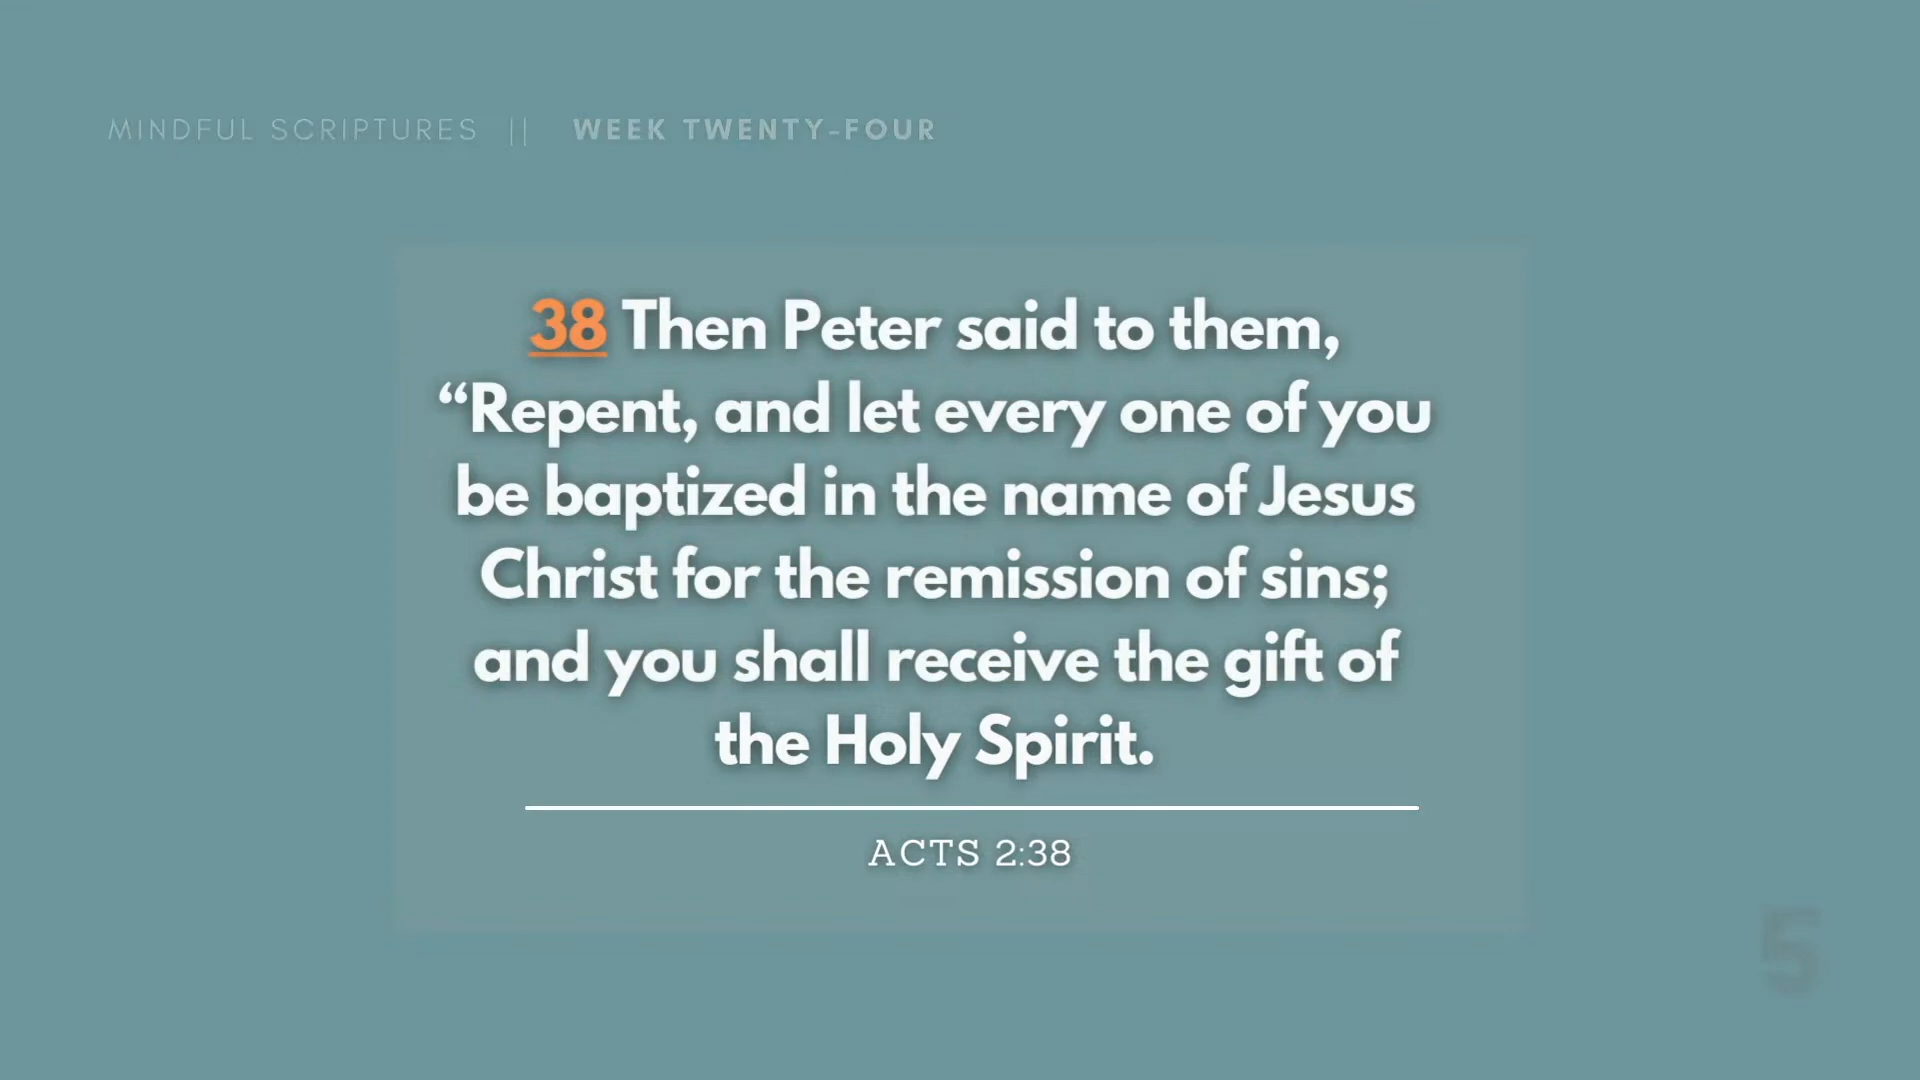 MINDFUL SCRIPTURES || WEEK TWENTY-FOUR
38 Then Peter said to them,
“Repent, and let every one of you
be baptized in the name of Jesus
Christ for the remission of sins;
and you shall receive the gift of
the Holy Spirit.
ACTS 2:38
5